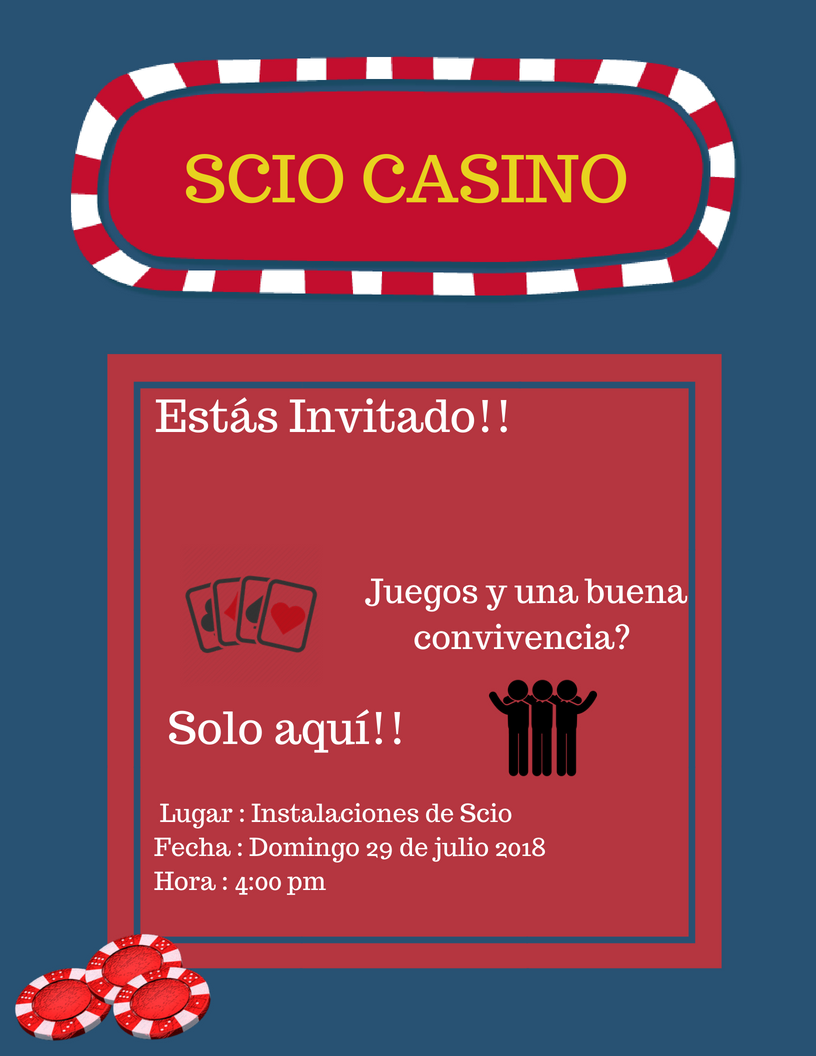 SCIO CASINO
Estás Invitado!!
Juegos y una buena
convivencia?
Solo aquí!!
Lugar : Instalaciones de Scio
Fecha : Domingo 29 de julio 2018
Hora : 4:00 pm